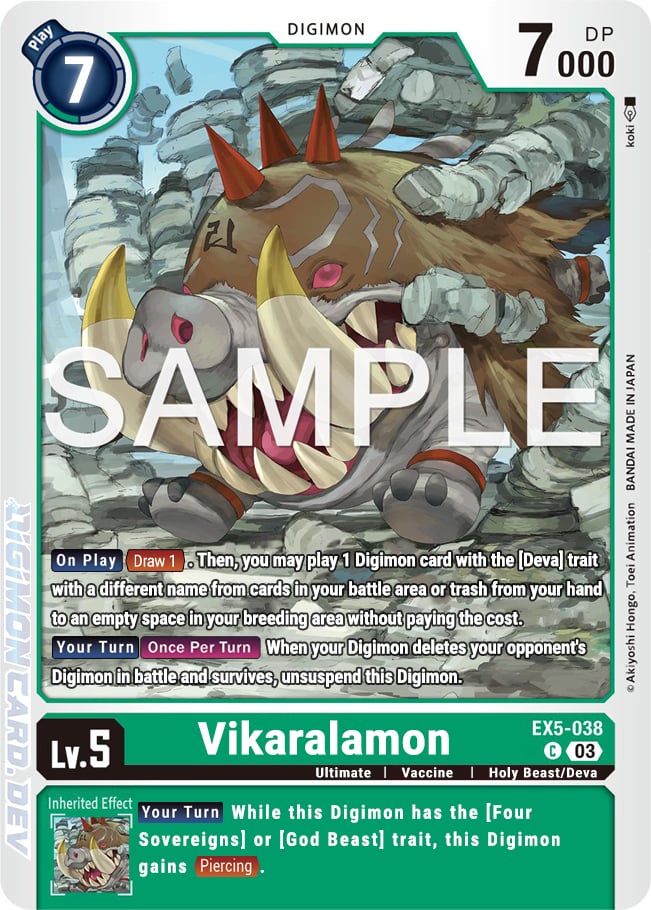 Play
7
DIGIMON
7000
DP
koki
SAMPLE
BANDAI MADE IN JAPAN
© Akiyoshi Hongo, Toei Animation
DIGIMONCARD.DEV
On Play Draw 1 . Then, you may play 1 Digimon card with the [Deva] trait
with a different name from cards in your battle area or trash from your hand
to an empty space in your breeding area without paying the cost.
Your Turn Once Per Turn When your Digimon deletes your opponent's
Digimon in battle and survives, unsuspend this Digimon.
Lv.5
Vikaralamon
EX5-038
C 03
Ultimate | Vaccine | Holy Beast/Deva
Inherited Effect
Your Turn While this Digimon has the [Four
Sovereigns] or [God Beast] trait, this Digimon
gains Piercing .